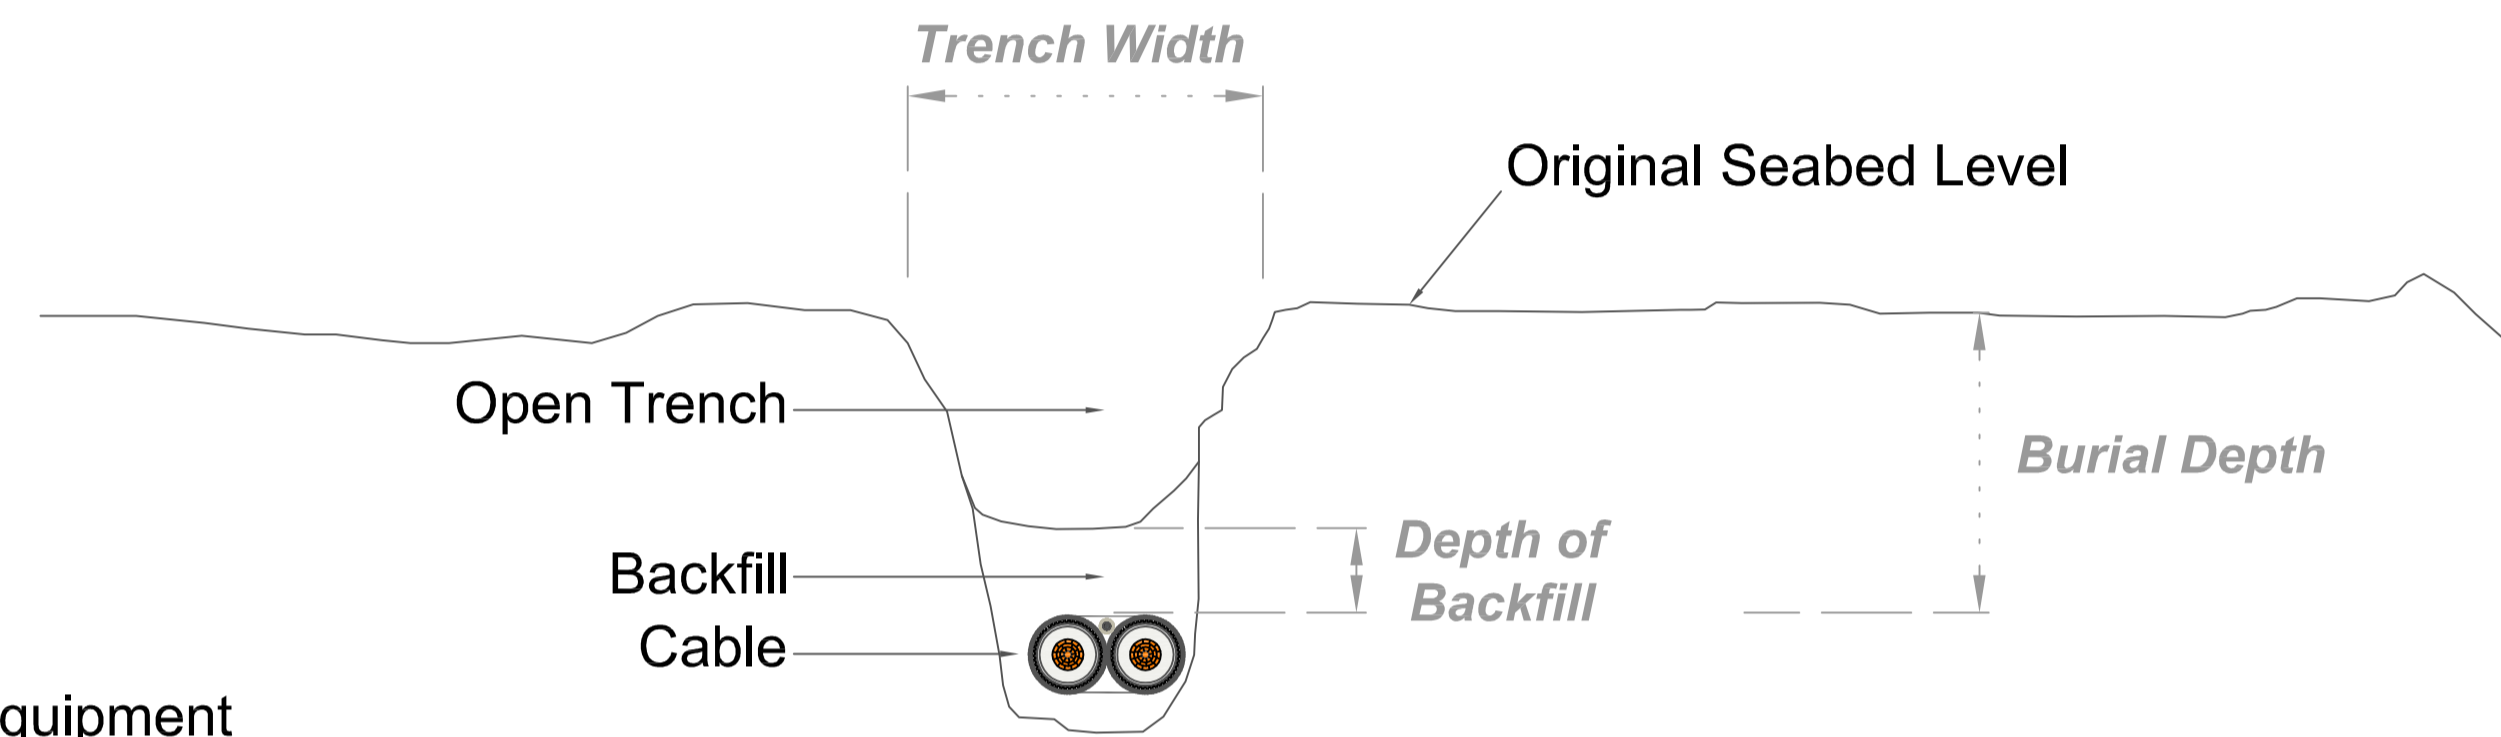 Trench Width
Original Seabed Level
Open Trench
Burial Depth
Depth of
Backfill
Backfill
Cable
quipment